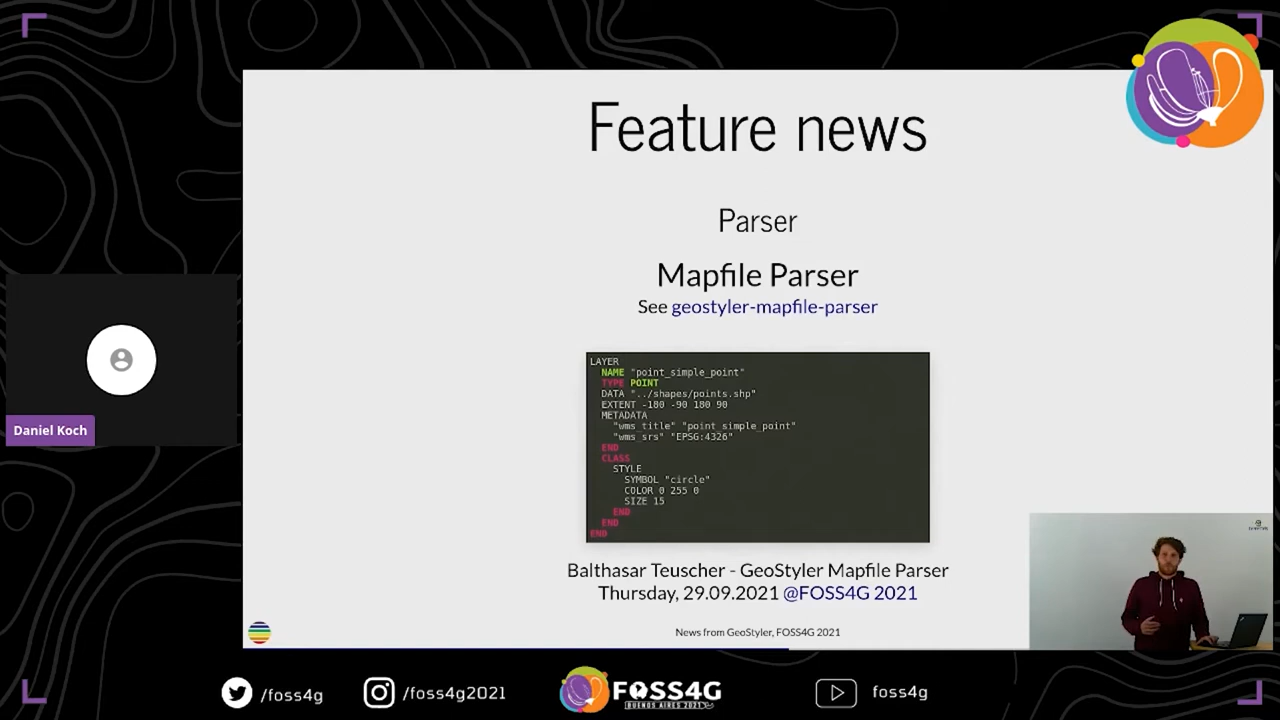 Feature news
Parser
Mapfile Parser
See geostyler-mapfile-parser
LAYER
NAME "point_simple_point"
TYPE POINT
DATA "../shapes/points.shp"
EXTENT -180 -90 180 90
METADATA
"wms_title" "point_simple_point"
"wms_srs" "EPSG:4326"
END
CLASS
STYLE
SYMBOL "circle"
COLOR 0 255 0
SIZE 15
END
END
END
Balthasar Teuscher - GeoStyler Mapfile Parser
Thursday, 29.09.2021 @FOSS4G 2021
News from GeoStyler, FOSS4G 2021
Daniel Koch
/foss4g
/foss4g2021
FOSS4G
BUENOS AIRES 2021
foss4g